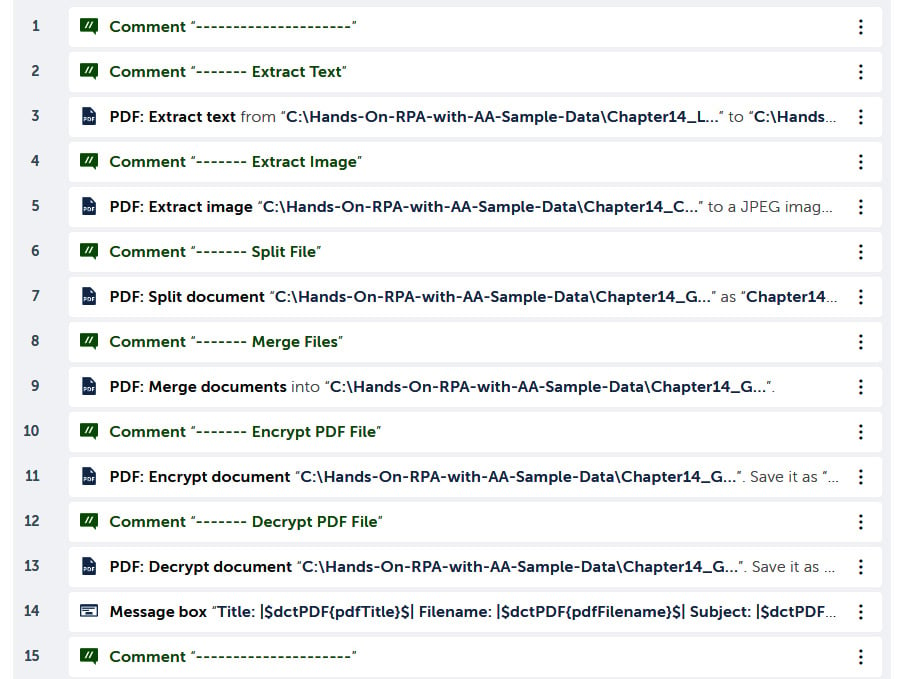 1 Comment “---------------------”
2 Comment “------- Extract Text”
3 PDF: Extract text from “C:\Hands-On-RPA-with-AA-Sample-Data\Chapter14_L...” to “C:\Hands...
4 Comment “------- Extract Image”
5 PDF: Extract image “C:\Hands-On-RPA-with-AA-Sample-Data\Chapter14_C...” to a JPEG imag...
6 Comment “------- Split File”
7 PDF: Split document “C:\Hands-On-RPA-with-AA-Sample-Data\Chapter14_G...” as “Chapter14...
8 Comment “------- Merge Files”
9 PDF: Merge documents into “C:\Hands-On-RPA-with-AA-Sample-Data\Chapter14_G...”.
10 Comment “------- Encrypt PDF File”
11 PDF: Encrypt document “C:\Hands-On-RPA-with-AA-Sample-Data\Chapter14_G...”. Save it as “...
12 Comment “------- Decrypt PDF File”
13 PDF: Decrypt document “C:\Hands-On-RPA-with-AA-Sample-Data\Chapter14_G...”. Save it as ...
14 Message box “Title: |$dctPDF{pdfTitle}$| Filename: |$dctPDF{pdfFilename}$| Subject: |$dctPDF...
15 Comment “---------------------”